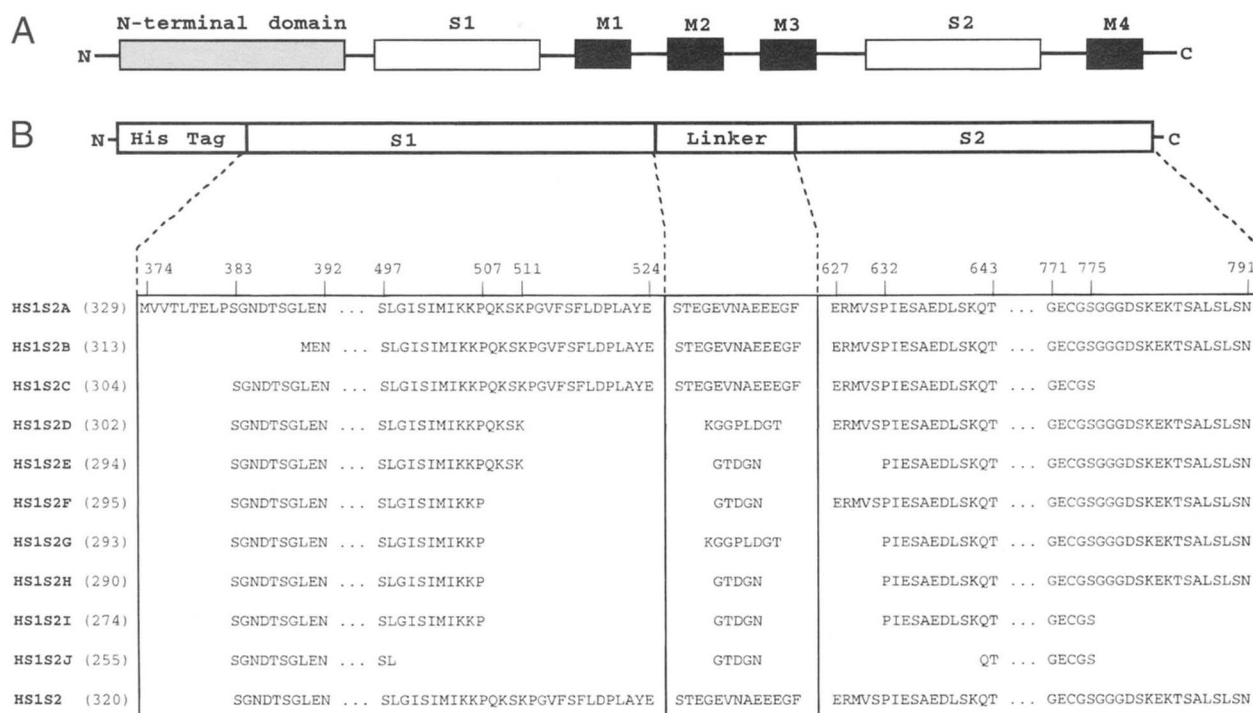 A
N-terminal domain S1 M1 M2 M3 S2 M4
N C
B
N His Tag S1 Linker S2 C
374 383 392 497 507 511 524 627 632 643 771 775 791
HS1S2A (329) MVVTLTELPSGNDTSGLEN ... SLGISIMIKKPQKSKPGVFSFLDPLAYE STEGEVNAEEEGF ERMVSPIESAEDLSKQT ... GECGSGGGDSKEKTSALSLSN
HS1S2B (313) MEN ... SLGISIMIKKPQKSKPGVFSFLDPLAYE STEGEVNAEEEGF ERMVSPIESAEDLSKQT ... GECGSGGGDSKEKTSALSLSN
HS1S2C (304) SGNDTSGLEN ... SLGISIMIKKPQKSKPGVFSFLDPLAYE STEGEVNAEEEGF ERMVSPIESAEDLSKQT ... GECGS
HS1S2D (302) SGNDTSGLEN ... SLGISIMIKKPQKSK KGGPLDGT ERMVSPIESAEDLSKQT ... GECGSGGGDSKEKTSALSLSN
HS1S2E (294) SGNDTSGLEN ... SLGISIMIKKPQKSK GTDGN PIESAEDLSKQT ... GECGSGGGDSKEKTSALSLSN
HS1S2F (295) SGNDTSGLEN ... SLGISIMIKKP GTDGN ERMVSPIESAEDLSKQT ... GECGSGGGDSKEKTSALSLSN
HS1S2G (293) SGNDTSGLEN ... SLGISIMIKKP KGGPLDGT PIESAEDLSKQT ... GECGSGGGDSKEKTSALSLSN
HS1S2H (290) SGNDTSGLEN ... SLGISIMIKKP GTDGN PIESAEDLSKQT ... GECGSGGGDSKEKTSALSLSN
HS1S2I (274) SGNDTSGLEN ... SLGISIMIKKP GTDGN PIESAEDLSKQT ... GECGS
HS1S2J (255) SGNDTSGLEN ... SL GTDGN QT ... GECGS
HS1S2 (320) SGNDTSGLEN ... SLGISIMIKKPQKSKPGVFSFLDPLAYE STEGEVNAEEEGF ERMVSPIESAEDLSKQT ... GECGSGGGDSKEKTSALSLSN